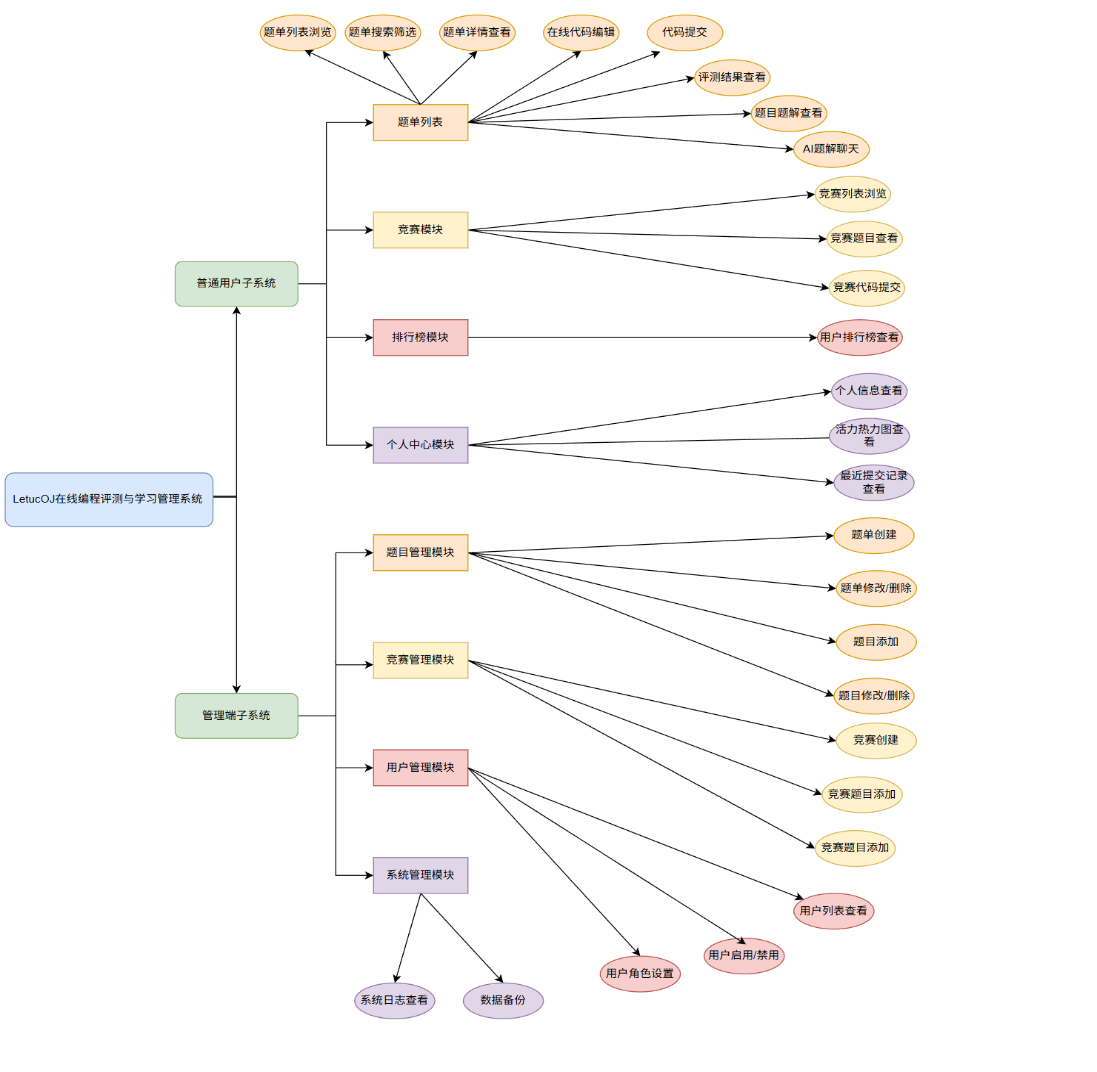 题单列表浏览
题单搜索筛选
题单详情查看
在线代码编辑
代码提交
评测结果查看
题目题解查看
AI题解聊天
题单列表
竞赛列表浏览
竞赛模块
竞赛题目查看
竞赛代码提交
普通用户子系统
排行榜模块
用户排行榜查看
个人信息查看
个人中心模块
活力热力图查
看
最近提交记录
查看
LetucOJ在线编程评测与学习管理系统
题目管理模块
题单创建
题单修改/删除
题目添加
题目修改/删除
竞赛管理模块
竞赛创建
竞赛题目添加
竞赛题目添加
管理端子系统
用户管理模块
用户列表查看
用户启用/禁用
用户角色设置
系统管理模块
系统日志查看
数据备份